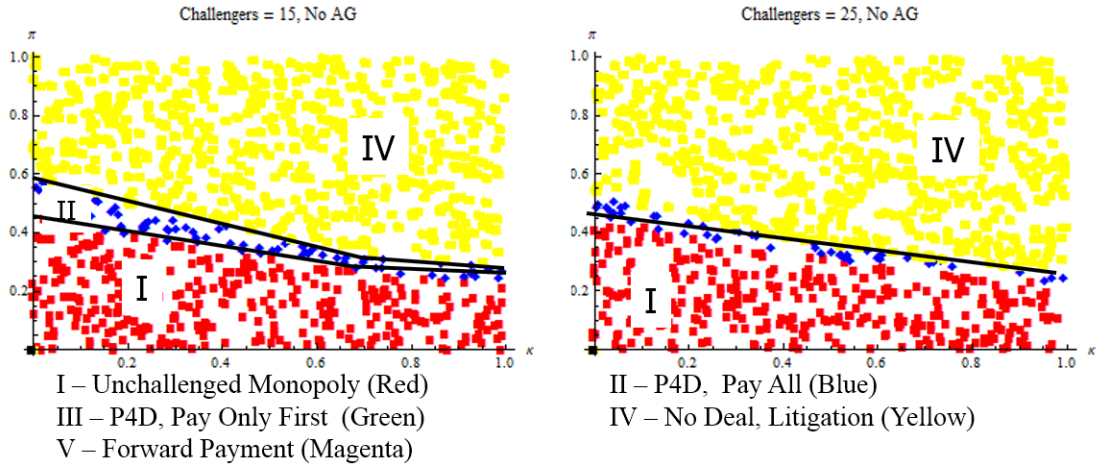 Challengers = 15, No AG
π
1.0
0.8
0.6
0.4
0.2
0.2 0.4 0.6 0.8 1.0 κ
IV
II
I
Challengers = 25, No AG
π
1.0
0.8
0.6
0.4
0.2
0.2 0.4 0.6 0.8 1.0 κ
IV
I
I – Unchallenged Monopoly (Red)
II – P4D, Pay All (Blue)
III – P4D, Pay Only First (Green)
IV – No Deal, Litigation (Yellow)
V – Forward Payment (Magenta)